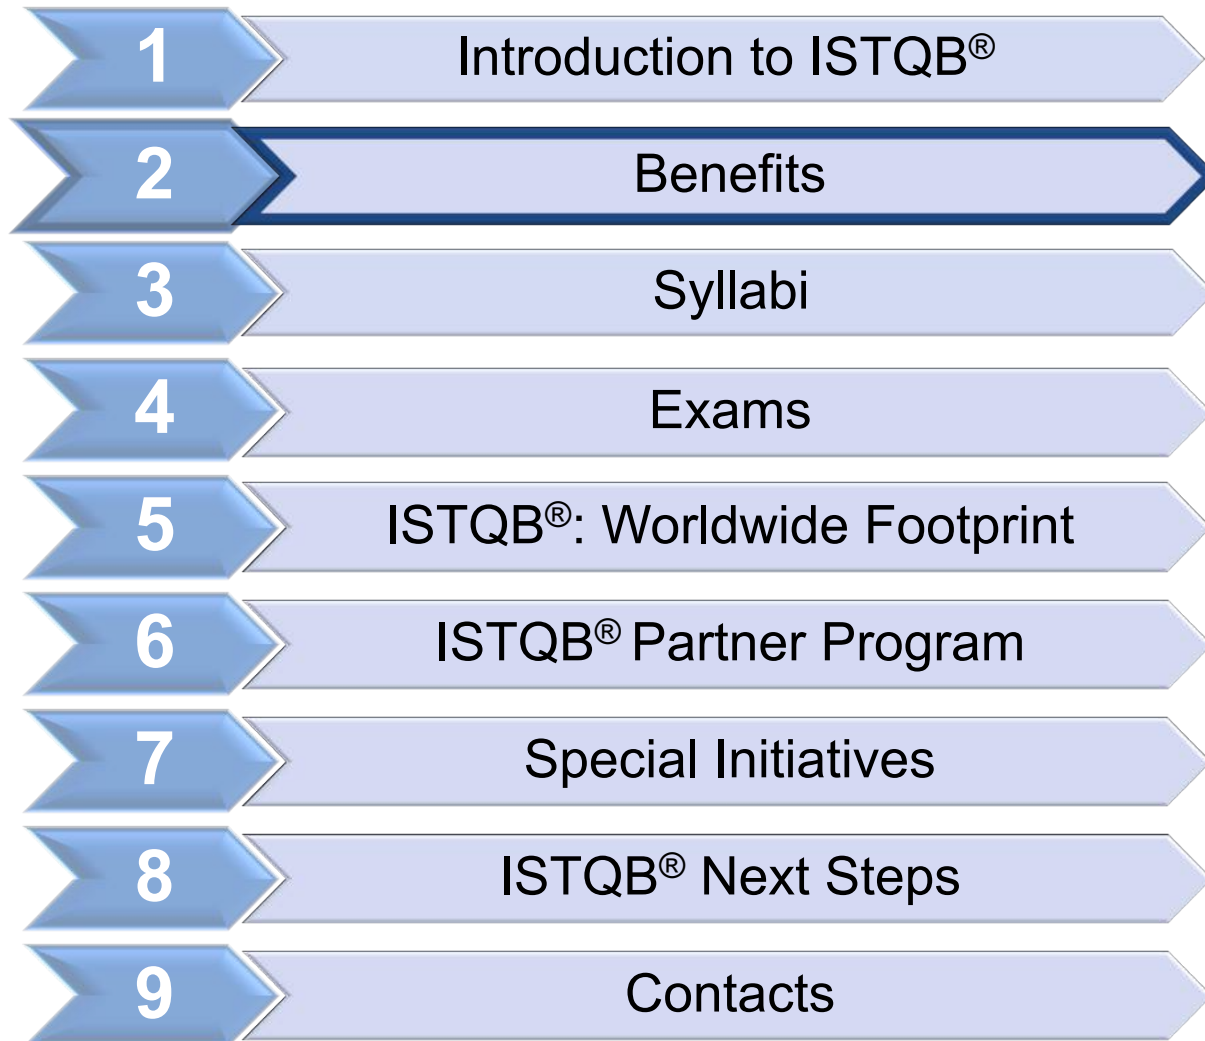 1 Introduction to ISTQB®
2 Benefits
3 Syllabi
4 Exams
5 ISTQB®: Worldwide Footprint
6 ISTQB® Partner Program
7 Special Initiatives
8 ISTQB® Next Steps
9 Contacts